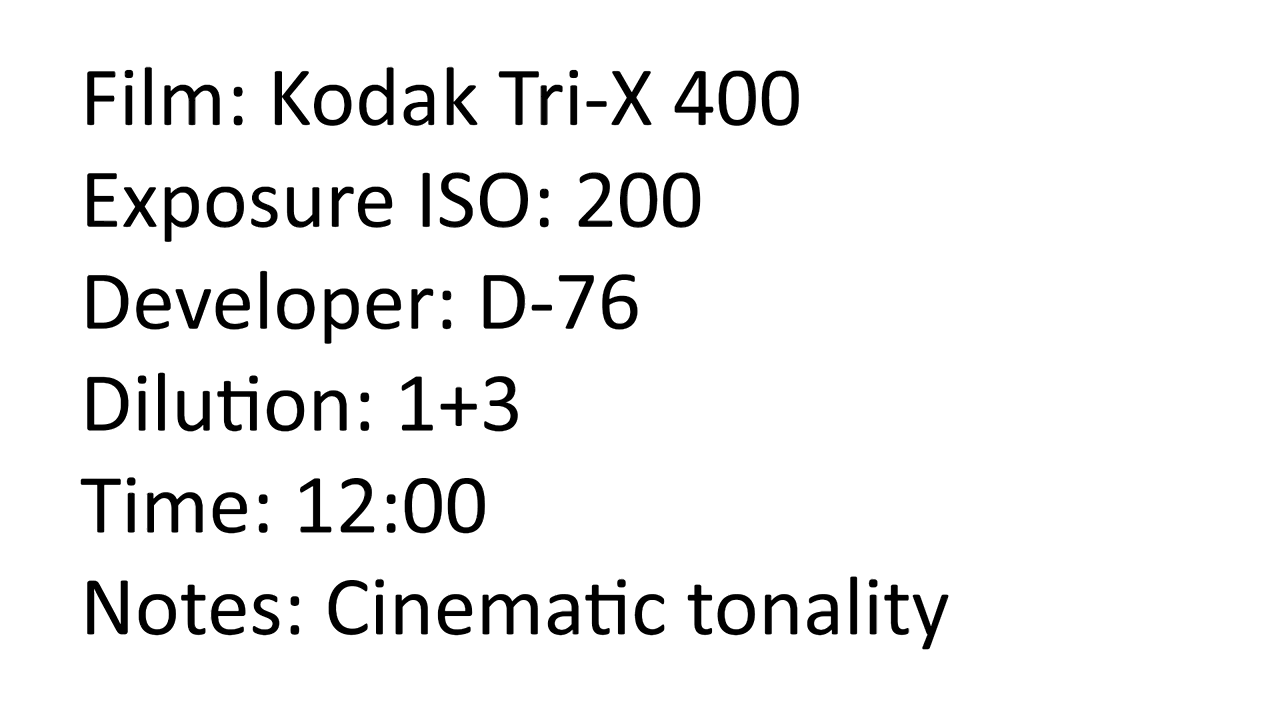 Film: Kodak Tri-X 400
Exposure ISO: 200
Developer: D-76
Dilution: 1+3
Time: 12:00
Notes: Cinematic tonality